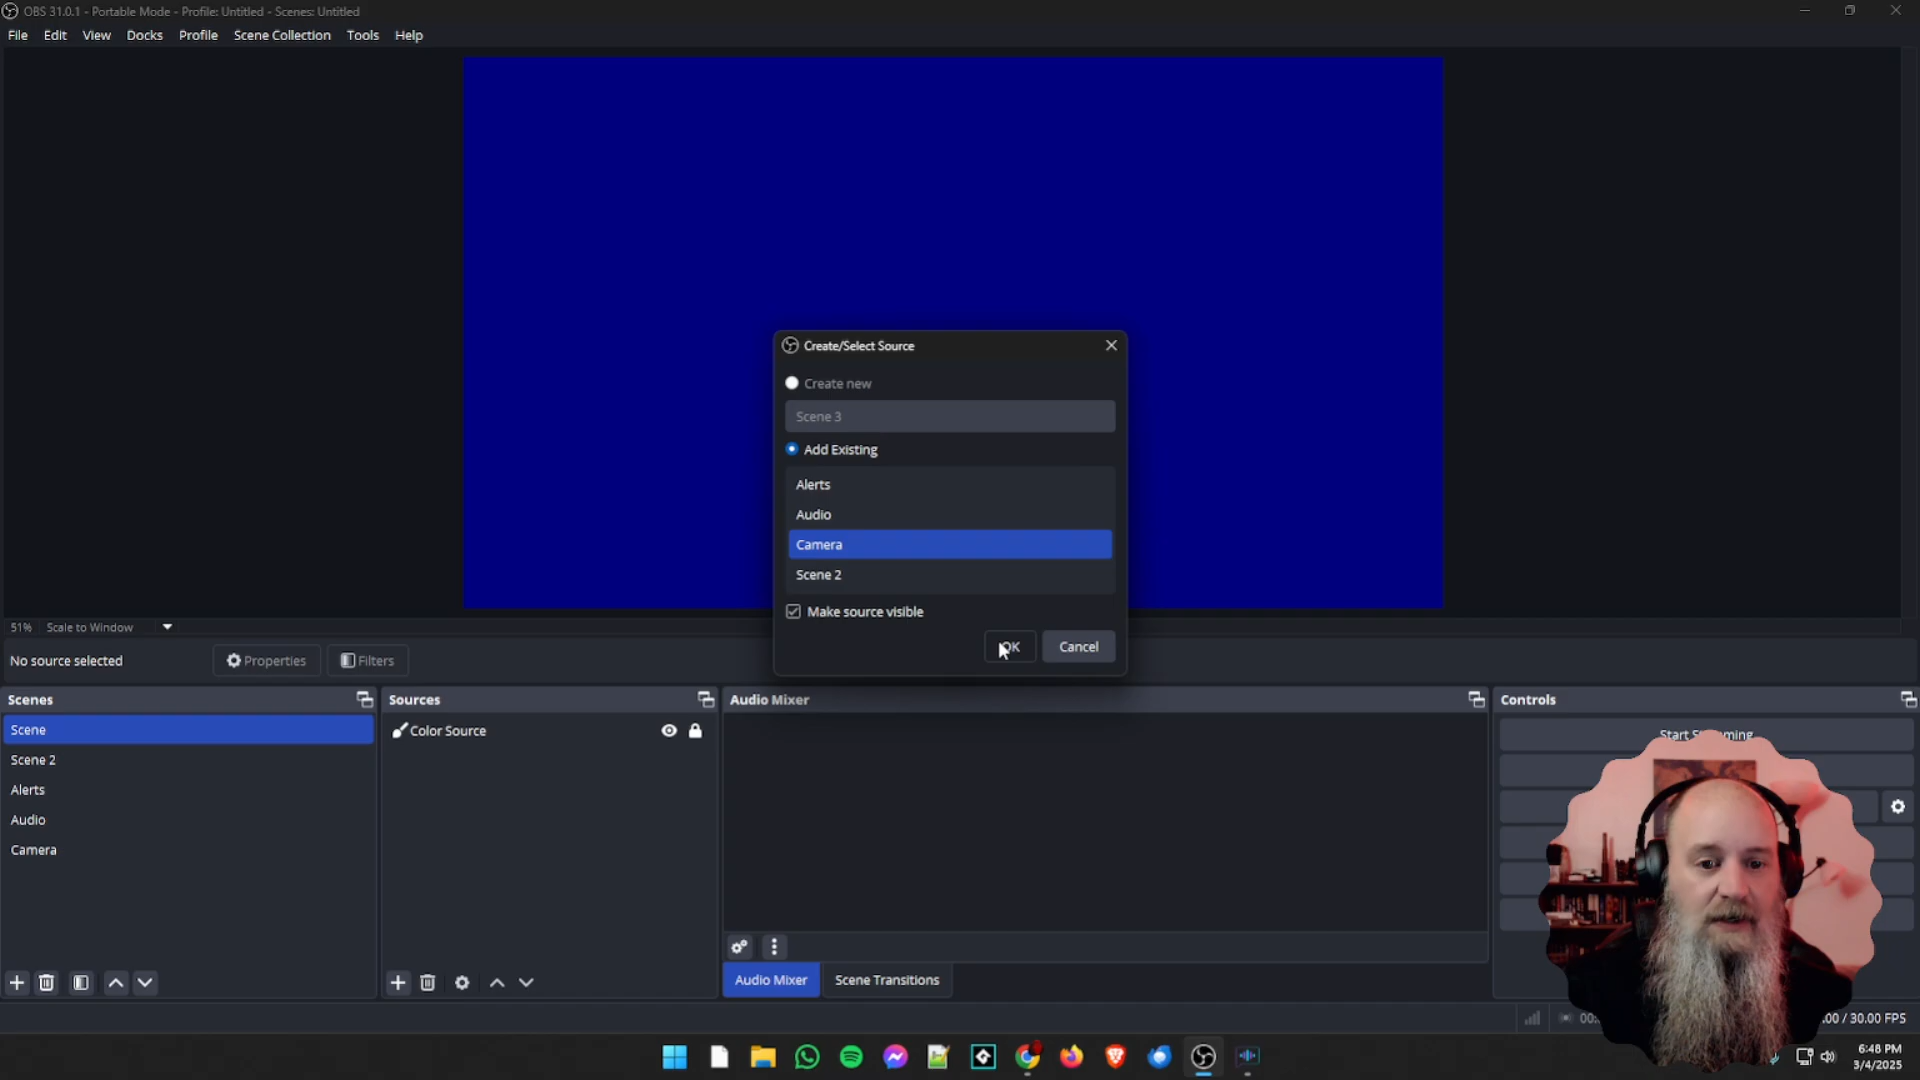 OBS 31.0.1 - Portable Mode - Profile: Untitled - Scenes: Untitled
File Edit View Docks Profile Scene Collection Tools Help
Create/Select Source
Create new
Scene 3
Add Existing
Alerts
Audio
Camera
Scene 2
Make source visible
OK Cancel
51% Scale to Window
No source selected Properties Filters
Scenes
Scene
Scene 2
Alerts
Audio
Camera
Sources
Color Source
Audio Mixer
Audio Mixer Scene Transitions
Controls
Start
/ 30.00 FPS
6:48 PM
3/4/2025